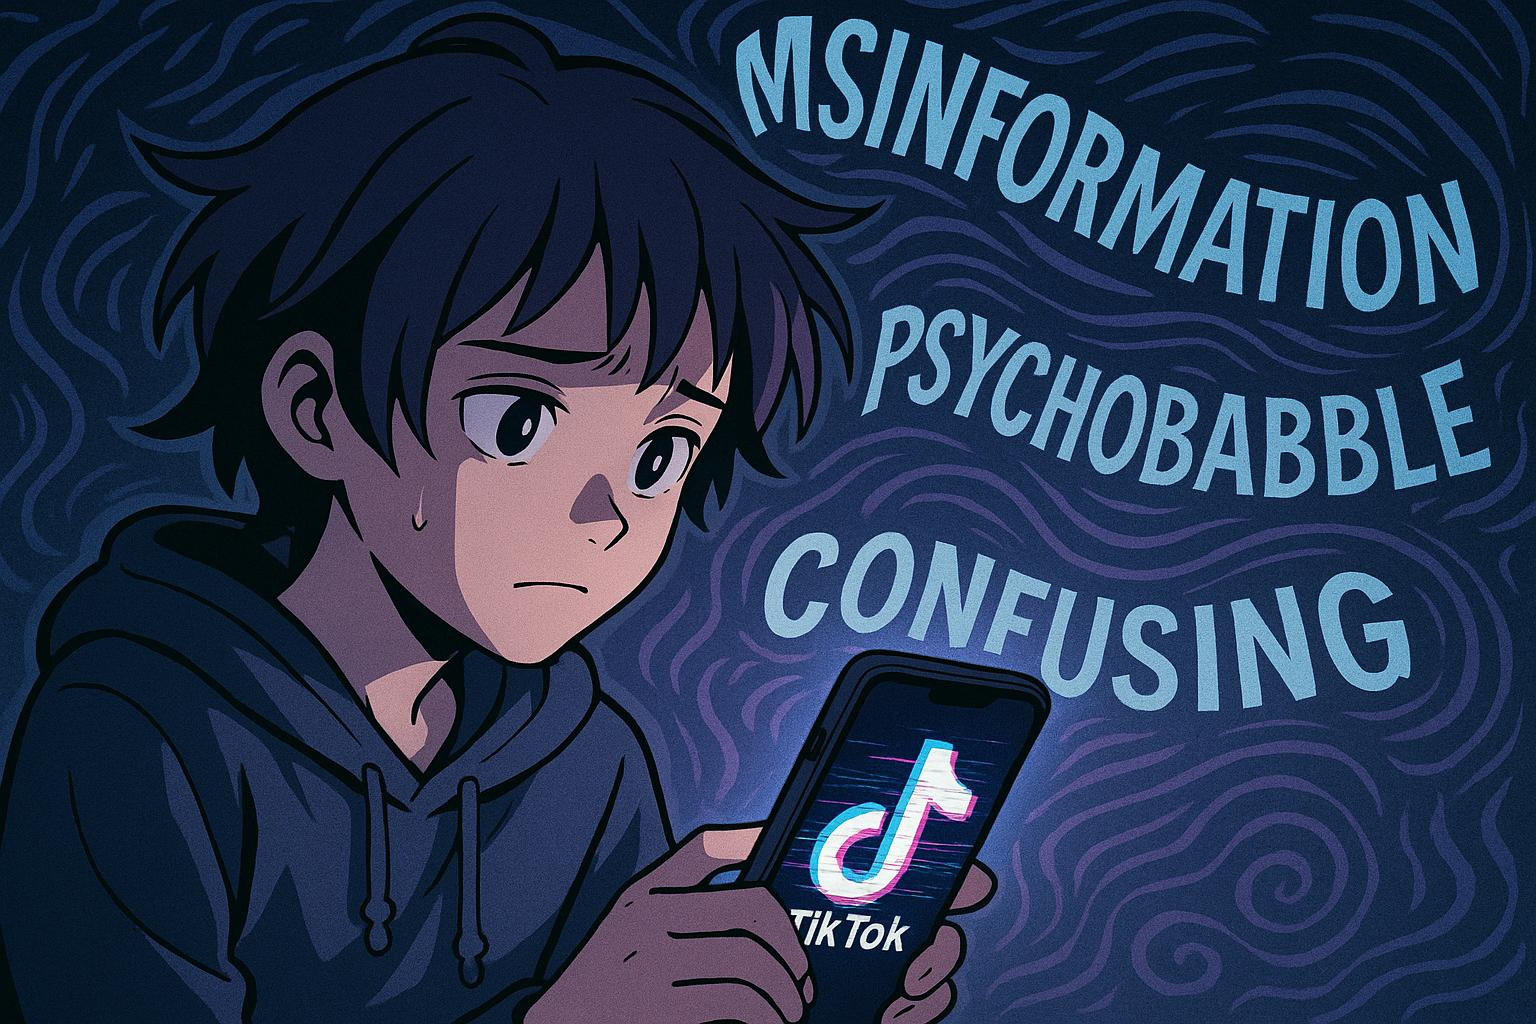 MSINFORMATION
PSYCHOBABBLE
CONFUSING
TikTok